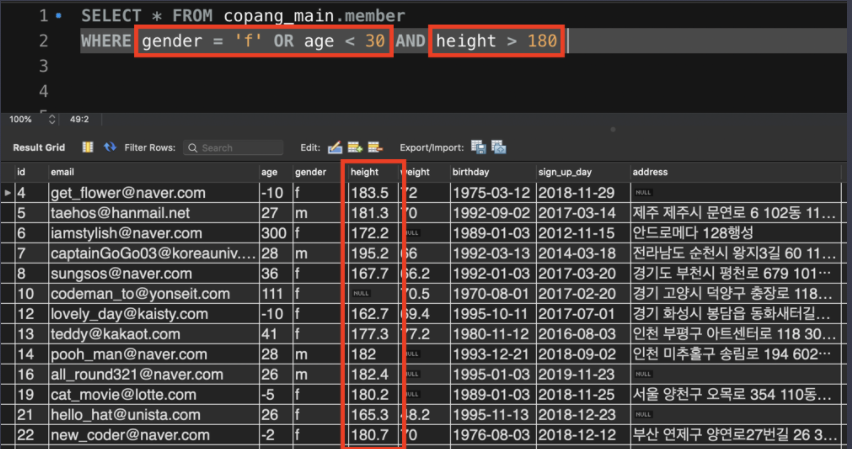 1 SELECT * FROM copang_main.member
2 WHERE gender = 'f' OR age < 30 AND height > 180
3
4
100% 49:2
Result Grid Filter Rows: Search Edit: Export/Import:
id email age gender height weight birthday sign_up_day address
4 get_flower@naver.com -10 f 183.5 72 1975-03-12 2018-11-29 NULL
5 taehos@hanmail.net 27 m 181.3 70 1992-09-02 2017-03-14 제주 제주시 문연로 6 102동 11...
6 iamstylish@naver.com 300 f 172.2 NULL 1989-01-03 2012-11-15 안드로메다 128행성
7 captainGoGo03@koreauniv.... 28 m 195.2 66 1992-03-13 2014-03-18 전라남도 순천시 왕지3길 60 11...
8 sungsos@naver.com 36 f 167.7 66.2 1992-01-03 2017-03-20 경기도 부천시 평천로 679 101...
10 codeman_to@yonseit.com 111 f NULL 70.5 1970-08-01 2017-02-20 경기 고양시 덕양구 충장로 118...
12 lovely_day@kaisty.com -10 f 162.7 69.4 1995-10-11 2017-07-01 경기 화성시 봉담읍 동화새터길...
13 teddy@kakaot.com 41 f 177.3 77.2 1980-11-12 2016-08-03 인천 부평구 아트센터로 118 30...
14 pooh_man@naver.com 28 m 182 NULL 1993-12-21 2018-09-02 인천 미추홀구 송림로 194 602...
16 all_round321@naver.com 26 m 182.4 NULL 1995-01-03 2019-11-23 NULL
19 cat_movie@lotte.com -5 f 180.2 NULL 1989-01-03 2018-11-25 서울 양천구 오목로 354 110동...
21 hello_hat@unista.com 26 f 165.3 48.2 1995-11-13 2018-12-23 NULL
22 new_coder@naver.com -2 f 180.7 70 1976-08-03 2018-12-12 부산 연제구 양연로27번길 26 3...